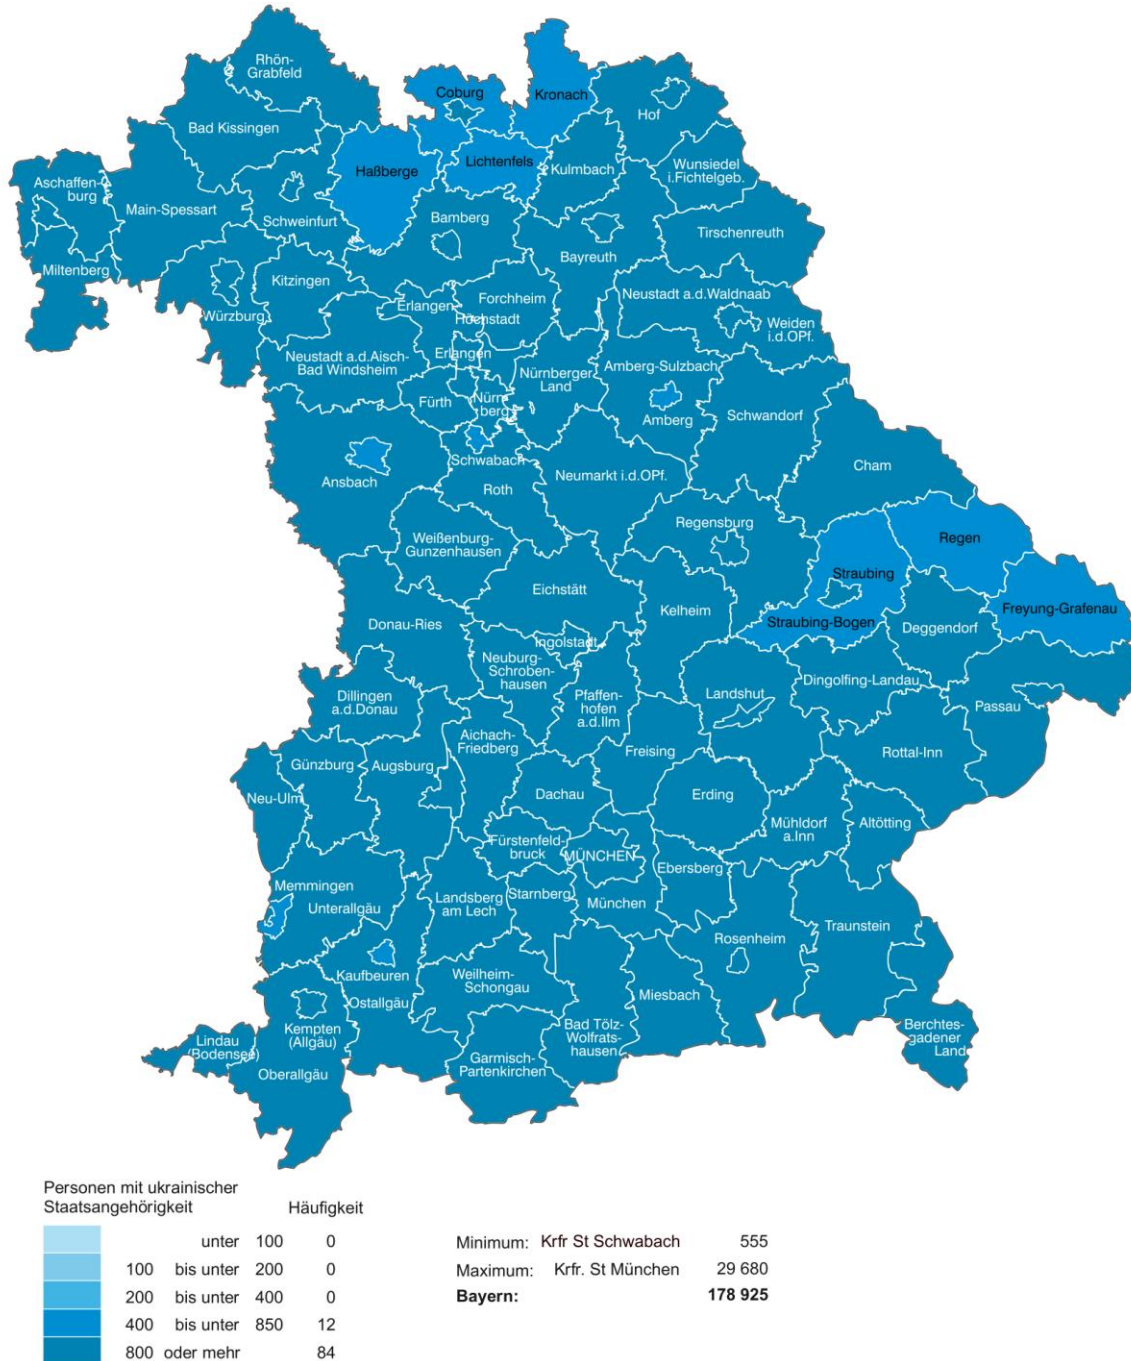 Rhön-
Grabfeld
Coburg
Kronach
Hof
Bad Kissingen
Haßberge
Lichtenfels
Kulmbach
Wunsiedel
i.Fichtelgeb.
Aschaffen-
burg
Main-Spessart
Schweinfurt
Bamberg
Tirschenreuth
Bayreuth
Miltenberg
Kitzingen
Würzburg
Erlangen
Höchstadt
Forchheim
Neustadt a.d.Waldnaab
Weiden
i.d.OPf.
Neustadt a.d.Aisch-
Bad Windsheim
Erlangen
Nürnberger
Land
Amberg-Sulzbach
Fürth
Nürn-
berg
Amberg
Schwandorf
Ansbach
Schwabach
Roth
Neumarkt i.d.OPf.
Cham
Weißenburg-
Gunzenhausen
Regensburg
Regen
Straubing
Eichstätt
Kelheim
Freyung-Grafenau
Straubing-Bogen
Deggendorf
Donau-Ries
Ingolstadt
Neuburg-
Schroben-
hausen
Dillingen
a.d.Donau
Pfaffen-
hofen
a.d.Ilm
Landshut
Dingolfing-Landau
Passau
Aichach-
Friedberg
Freising
Rottal-Inn
Günzburg
Augsburg
Neu-Ulm
Dachau
Erding
Mühldorf
a.Inn
Altötting
Fürstenfeld-
bruck
MÜNCHEN
Ebersberg
Memmingen
Unterallgäu
Landsberg
am Lech
Starnberg
München
Traunstein
Rosenheim
Kaufbeuren
Ostallgäu
Weilheim-
Schongau
Miesbach
Kempten
(Allgäu)
Bad Tölz-
Wolfrats-
hausen
Berchtes-
gadener
Land
Lindau
(Bodensee)
Oberallgäu
Garmisch-
Partenkirchen
Personen mit ukrainischer
Staatsangehörigkeit Häufigkeit
unter 100 0
100 bis unter 200 0
200 bis unter 400 0
400 bis unter 850 12
800 oder mehr 84
Minimum: Krfr St Schwabach 555
Maximum: Krfr. St München 29 680
Bayern: 178 925